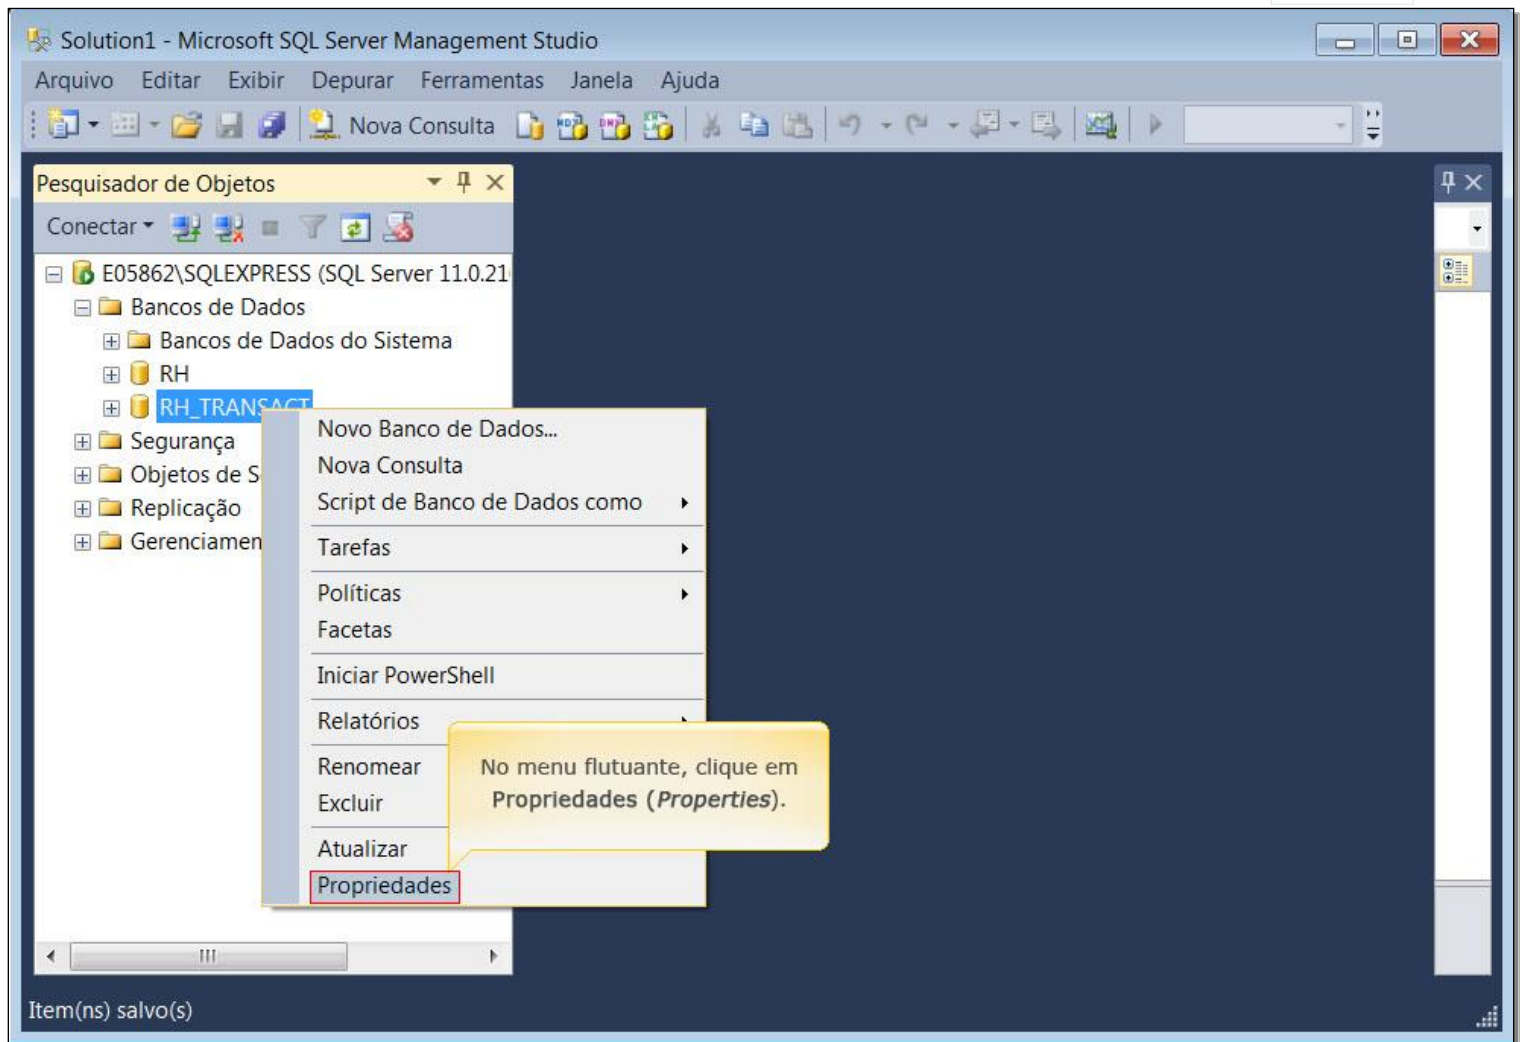 Solution1 - Microsoft SQL Server Management Studio
Arquivo Editar Exibir Depurar Ferramentas Janela Ajuda
Nova Consulta
Pesquisador de Objetos
Conectar
E05862\SQLEXPRESS (SQL Server 11.0.21
Bancos de Dados
Bancos de Dados do Sistema
RH
RH_TRANSACT
Segurança
Objetos de S
Replicação
Gerenciamen
Novo Banco de Dados...
Nova Consulta
Script de Banco de Dados como
Tarefas
Políticas
Facetas
Iniciar PowerShell
Relatórios
Renomear
Excluir
Atualizar
Propriedades
No menu flutuante, clique em
Propriedades (Properties).
Item(ns) salvo(s)